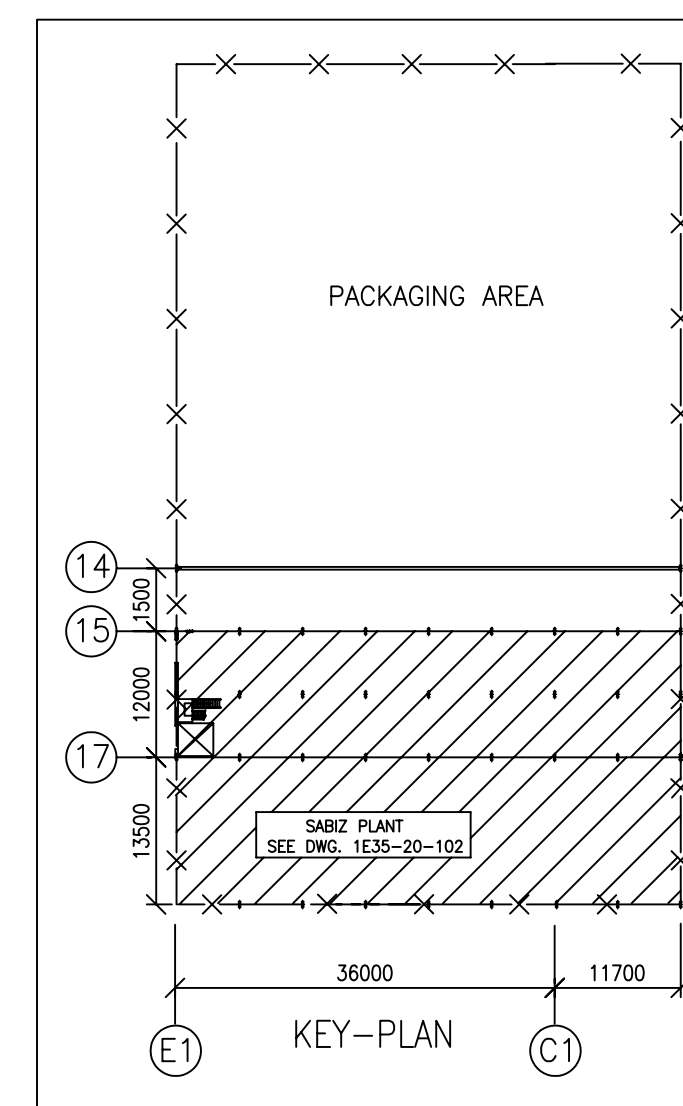 PACKAGING AREA
14
1500
15
12000
17
13500
SABIZ PLANT
SEE DWG. 1E35-20-102
36000
11700
KEY-PLAN
E1
C1